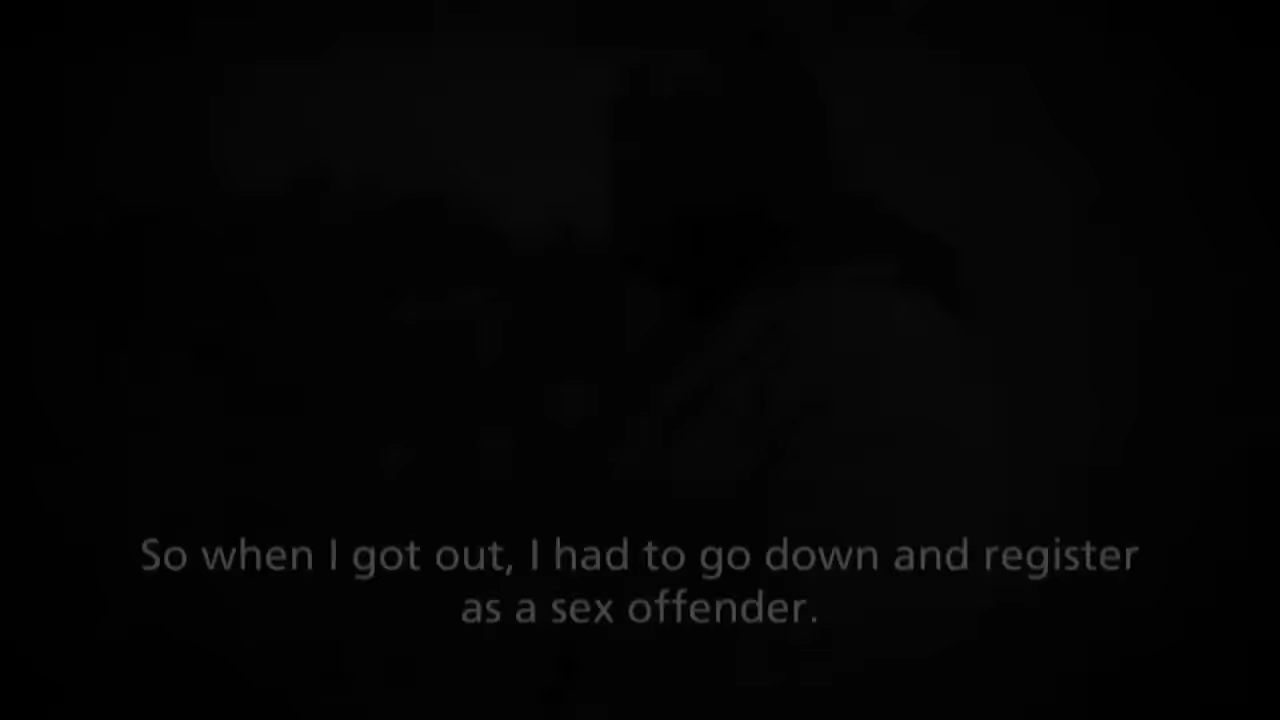 So when I got out, I had to go down and register
as a sex offender.